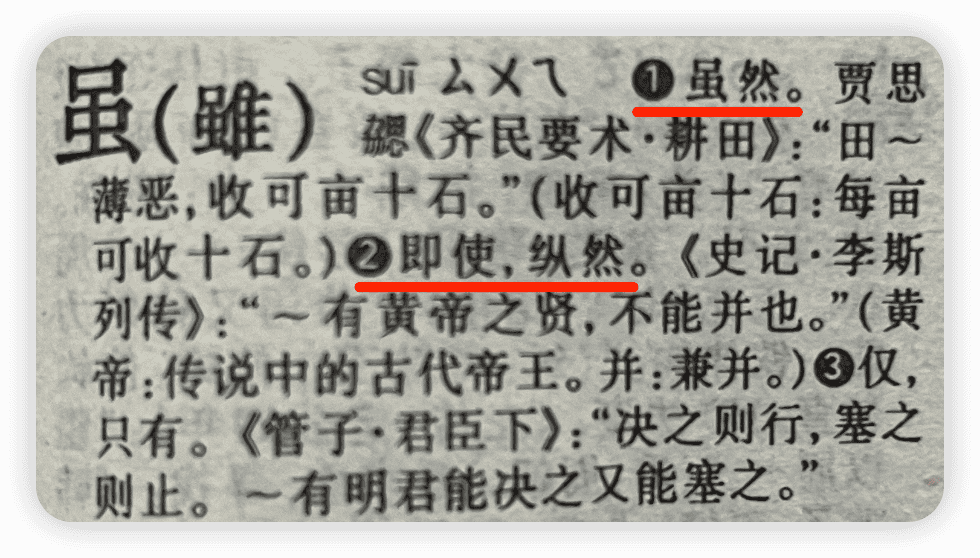 虽(雖) suī ㄙㄨㄟ ❶虽然。贾思
勰《齐民要术·耕田》:“田～
薄恶,收可亩十石。”(收可亩十石:每亩
可收十石。)❷即使,纵然。《史记·李斯
列传》:“～有黄帝之贤,不能并也。”(黄
帝:传说中的古代帝王。并:兼并。)❸仅,
只有。《管子·君臣下》:“决之则行,塞之
则止。～有明君能决之又能塞之。”